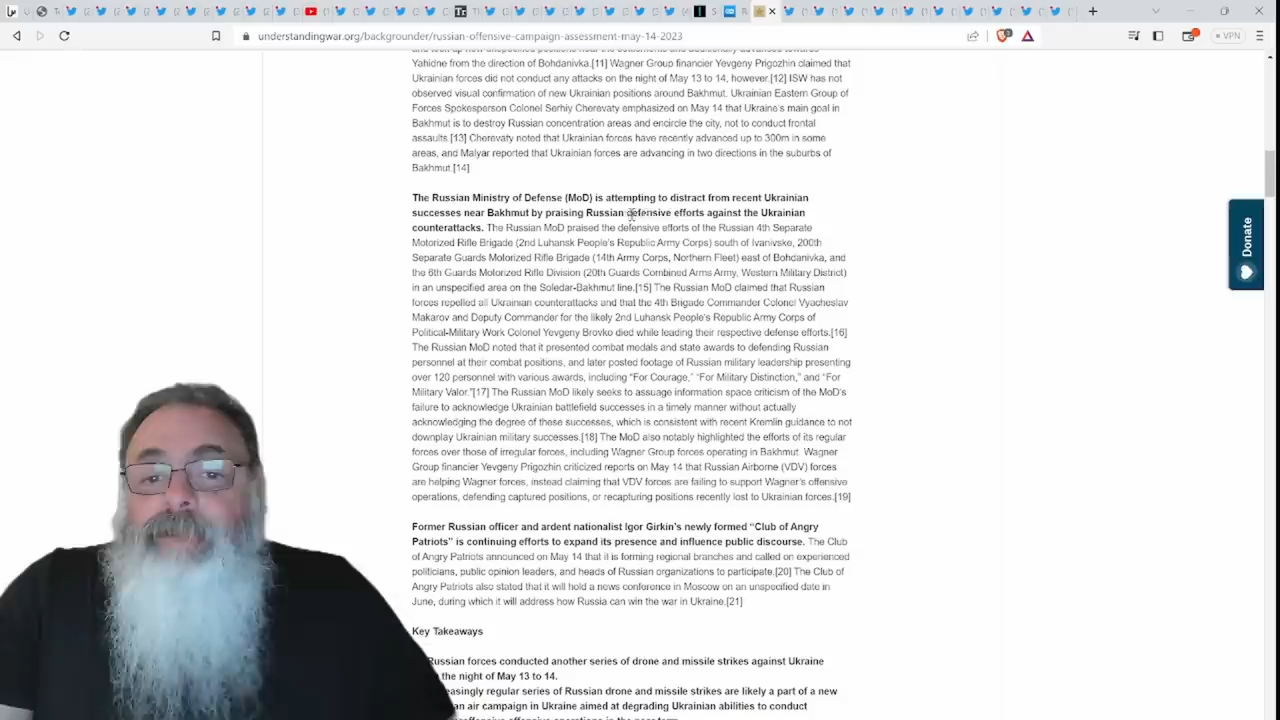 understandingwar.org/backgrounder/russian-offensive-campaign-assessment-may-14-2023
VPN
Yahidne from the direction of Bohdanivka.[11] Wagner Group financier Yevgeny Prigozhin claimed that
Ukrainian forces did not conduct any attacks on the night of May 13 to 14, however.[12] ISW has not
observed visual confirmation of new Ukrainian positions around Bakhmut. Ukrainian Eastern Group of
Forces Spokesperson Colonel Serhiy Cherevaty emphasized on May 14 that Ukraine's main goal in
Bakhmut is to destroy Russian concentration areas and encircle the city, not to conduct frontal
assaults.[13] Cherevaty noted that Ukrainian forces have recently advanced up to 300m in some
areas, and Malyar reported that Ukrainian forces are advancing in two directions in the suburbs of
Bakhmut.[14]
The Russian Ministry of Defense (MoD) is attempting to distract from recent Ukrainian
successes near Bakhmut by praising Russian defensive efforts against the Ukrainian
counterattacks. The Russian MoD praised the defensive efforts of the Russian 4th Separate
Motorized Rifle Brigade (2nd Luhansk People's Republic Army Corps) south of Ivanivske, 200th
Separate Guards Motorized Rifle Brigade (14th Army Corps, Northern Fleet) east of Bohdanivka, and
the 6th Guards Motorized Rifle Division (20th Guards Combined Arms Army, Western Military District)
in an unspecified area on the Soledar-Bakhmut line.[15] The Russian MoD claimed that Russian
forces repelled all Ukrainian counterattacks and that the 4th Brigade Commander Colonel Vyacheslav
Makarov and Deputy Commander for the likely 2nd Luhansk People's Republic Army Corps of
Political-Military Work Colonel Yevgeny Brovko died while leading their respective defense efforts.[16]
The Russian MoD noted that it presented combat medals and state awards to defending Russian
personnel at their combat positions, and later posted footage of Russian military leadership presenting
over 120 personnel with various awards, including "For Courage," "For Military Distinction," and "For
Military Valor."[17] The Russian MoD likely seeks to assuage information space criticism of the MoD's
failure to acknowledge Ukrainian battlefield successes in a timely manner without actually
acknowledging the degree of these successes, which is consistent with recent Kremlin guidance to not
downplay Ukrainian military successes.[18] The MoD also notably highlighted the efforts of its regular
forces over those of irregular forces, including Wagner Group forces operating in Bakhmut. Wagner
Group financier Yevgeny Prigozhin criticized reports on May 14 that Russian Airborne (VDV) forces
are helping Wagner forces, instead claiming that VDV forces are failing to support Wagner's offensive
operations, defending captured positions, or recapturing positions recently lost to Ukrainian forces.[19]
Former Russian officer and ardent nationalist Igor Girkin's newly formed "Club of Angry
Patriots" is continuing efforts to expand its presence and influence public discourse. The Club
of Angry Patriots announced on May 14 that it is forming regional branches and called on experienced
politicians, public opinion leaders, and heads of Russian organizations to participate.[20] The Club of
Angry Patriots also stated that it will hold a news conference in Moscow on an unspecified date in
June, during which it will address how Russia can win the war in Ukraine.[21]
Key Takeaways
Russian forces conducted another series of drone and missile strikes against Ukraine
the night of May 13 to 14.
series of Russian drone and missile strikes are likely a part of a new
air campaign in Ukraine aimed at degrading Ukrainian abilities to conduct
Donate